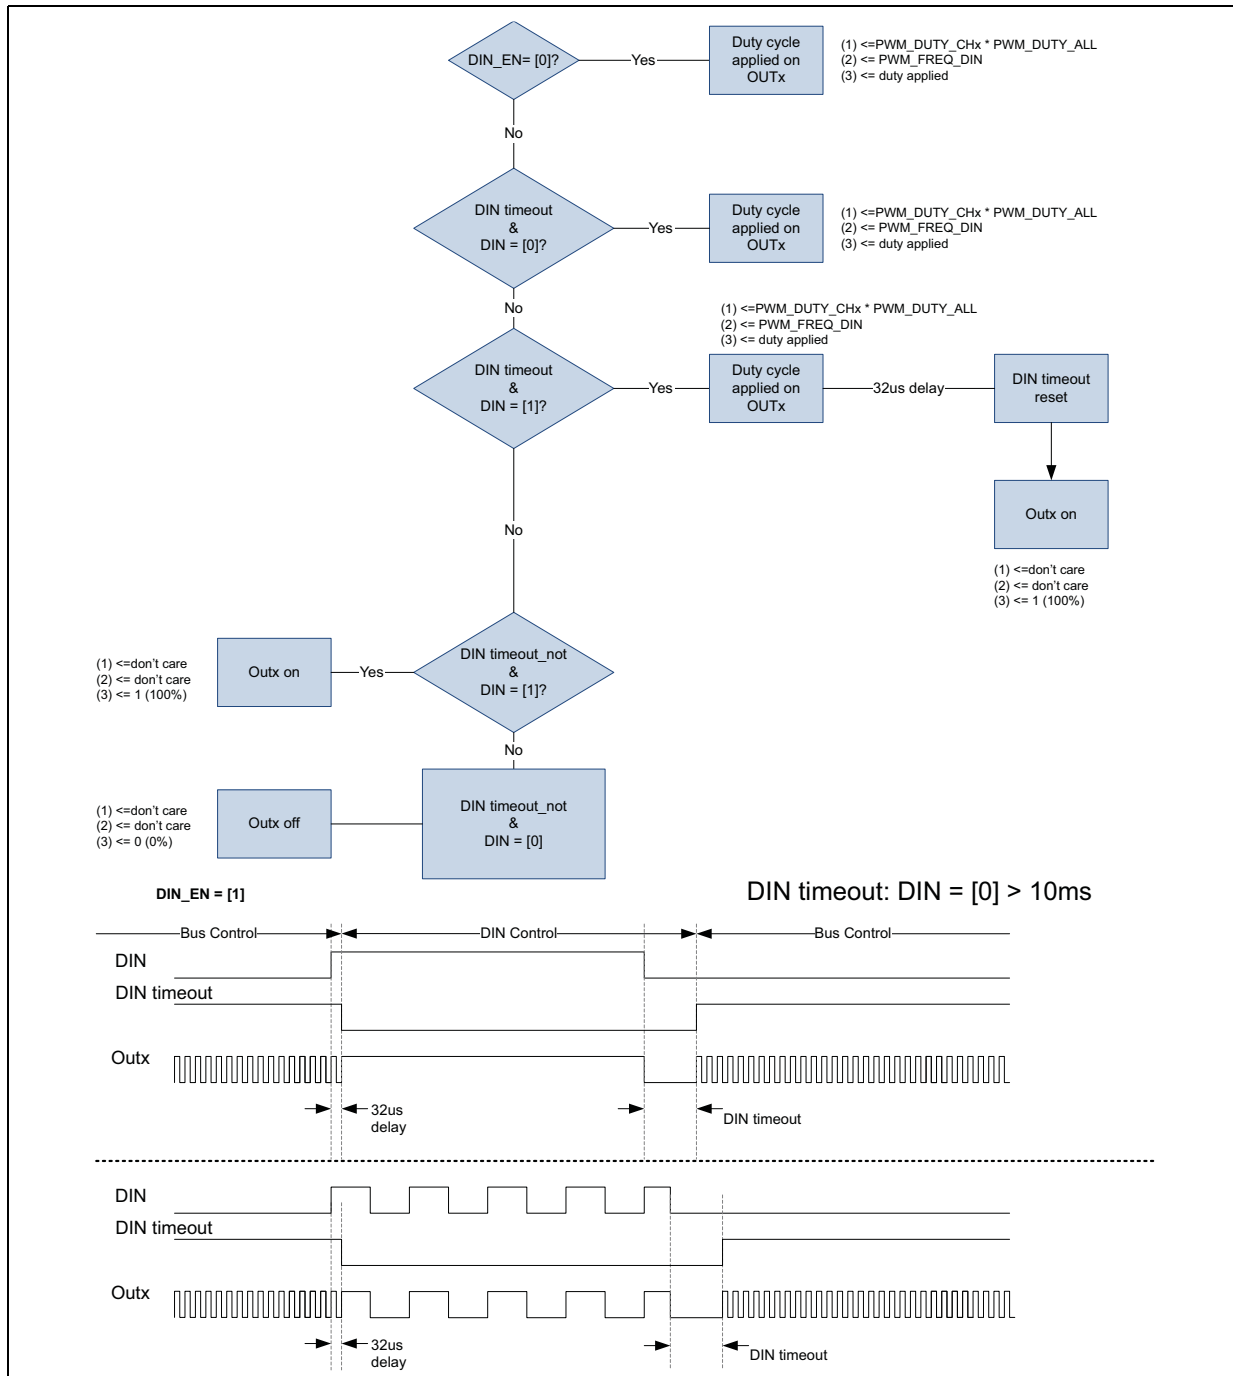 DIN_EN= [0]?
Yes
Duty cycle
applied on
OUTx
(1) <=PWM_DUTY_CHx * PWM_DUTY_ALL
(2) <= PWM_FREQ_DIN
(3) <= duty applied
No
DIN timeout
&
DIN = [0]?
Yes
Duty cycle
applied on
OUTx
(1) <=PWM_DUTY_CHx * PWM_DUTY_ALL
(2) <= PWM_FREQ_DIN
(3) <= duty applied
No
(1) <=PWM_DUTY_CHx * PWM_DUTY_ALL
(2) <= PWM_FREQ_DIN
(3) <= duty applied
DIN timeout
&
DIN = [1]?
Yes
Duty cycle
applied on
OUTx
32us delay
DIN timeout
reset
No
Outx on
(1) <=don't care
(2) <= don't care
(3) <= 1 (100%)
(1) <=don't care
(2) <= don't care
(3) <= 1 (100%)
Outx on
Yes
DIN timeout_not
&
DIN = [1]?
No
(1) <=don't care
(2) <= don't care
(3) <= 0 (0%)
Outx off
DIN timeout_not
&
DIN = [0]
DIN_EN = [1]
DIN timeout: DIN = [0] > 10ms
Bus Control
DIN Control
Bus Control
DIN
DIN timeout
Outx
32us
delay
DIN timeout
DIN
DIN timeout
Outx
32us
delay
DIN timeout